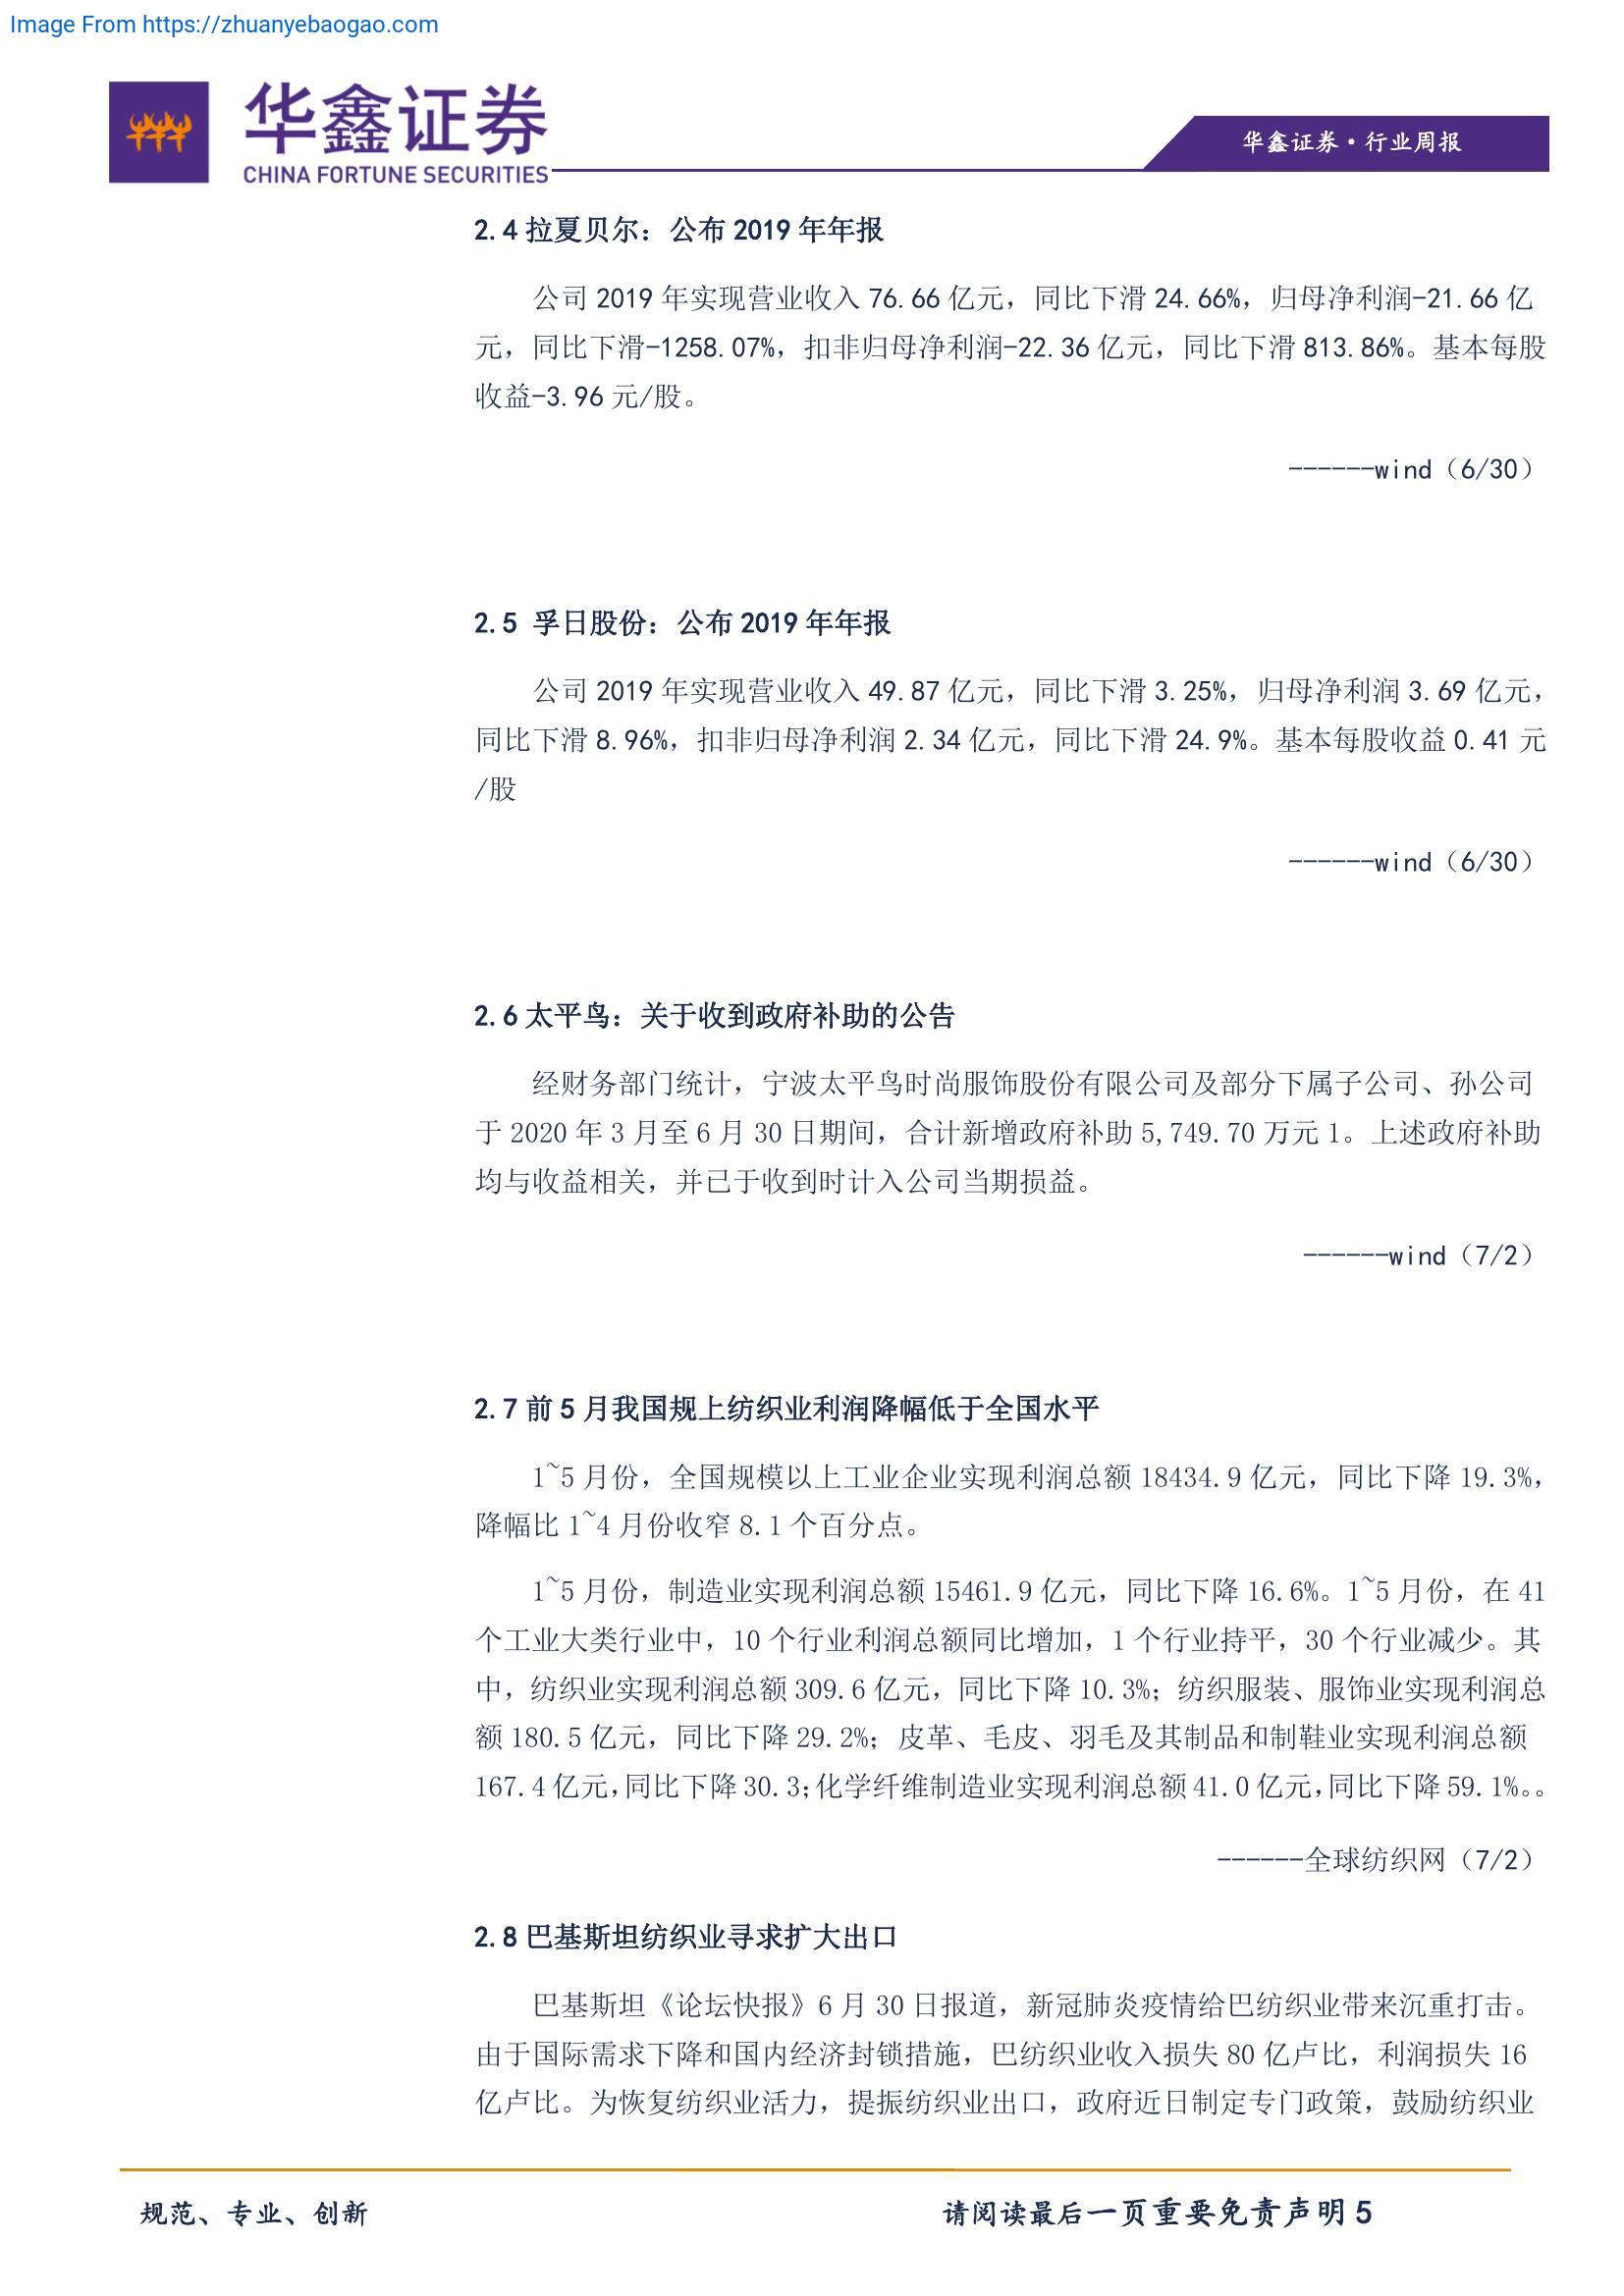 Image From https://zhuanyebaogao.com
华鑫证券
CHINA FORTUNE SECURITIES
华鑫证券·行业周报
2.4 拉夏贝尔：公布 2019 年年报
公司 2019 年实现营业收入 76.66 亿元，同比下滑 24.66%，归母净利润-21.66 亿
元，同比下滑-1258.07%，扣非归母净利润-22.36 亿元，同比下滑 813.86%。基本每股
收益-3.96 元/股。
------wind（6/30）
2.5 孚日股份：公布 2019 年年报
公司 2019 年实现营业收入 49.87 亿元，同比下滑 3.25%，归母净利润 3.69 亿元，
同比下滑 8.96%，扣非归母净利润 2.34 亿元，同比下滑 24.9%。基本每股收益 0.41 元
/股
------wind（6/30）
2.6 太平鸟：关于收到政府补助的公告
经财务部门统计，宁波太平鸟时尚服饰股份有限公司及部分下属子公司、孙公司
于 2020 年 3 月至 6 月 30 日期间，合计新增政府补助 5,749.70 万元 1。上述政府补助
均与收益相关，并已于收到时计入公司当期损益。
------wind（7/2）
2.7 前 5 月我国规上纺织业利润降幅低于全国水平
1~5 月份，全国规模以上工业企业实现利润总额 18434.9 亿元，同比下降 19.3%，
降幅比 1~4 月份收窄 8.1 个百分点。
1~5 月份，制造业实现利润总额 15461.9 亿元，同比下降 16.6%。1~5 月份，在 41
个工业大类行业中，10 个行业利润总额同比增加，1 个行业持平，30 个行业减少。其
中，纺织业实现利润总额 309.6 亿元，同比下降 10.3%；纺织服装、服饰业实现利润总
额 180.5 亿元，同比下降 29.2%；皮革、毛皮、羽毛及其制品和制鞋业实现利润总额
167.4 亿元，同比下降 30.3；化学纤维制造业实现利润总额 41.0 亿元，同比下降 59.1%。。
------全球纺织网（7/2）
2.8 巴基斯坦纺织业寻求扩大出口
巴基斯坦《论坛快报》6 月 30 日报道，新冠肺炎疫情给巴纺织业带来沉重打击。
由于国际需求下降和国内经济封锁措施，巴纺织业收入损失 80 亿卢比，利润损失 16
亿卢比。为恢复纺织业活力，提振纺织业出口，政府近日制定专门政策，鼓励纺织业
规范、专业、创新
请阅读最后一页重要免责声明 5